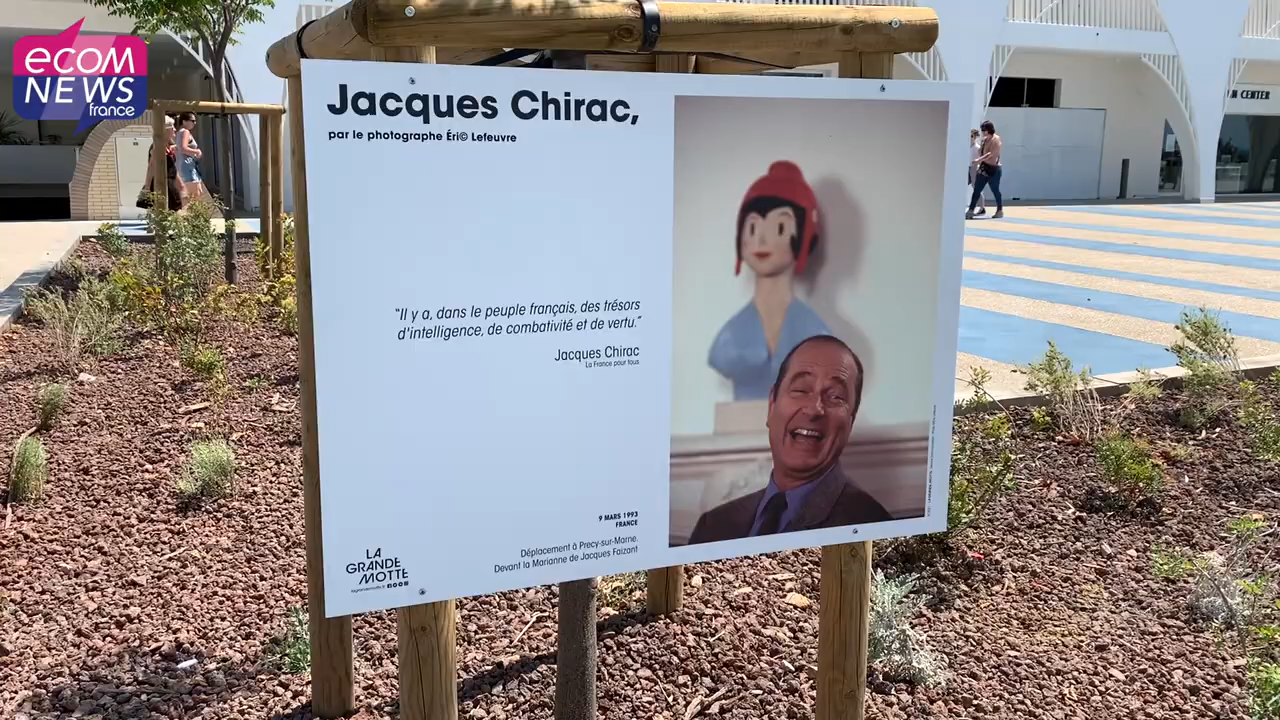 ecom
NEWS
france
Jacques Chirac,
par le photographe Éri© Lefeuvre
"Il y a, dans le peuple français, des trésors
d'intelligence, de combativité et de vertu."
Jacques Chirac
La France pour tous
9 MARS 1993
FRANCE
Déplacement à Precy-sur-Marne.
Devant la Marianne de Jacques Faizant
LA
GRANDE
MOTTE
lagrandemotte.fr
CENTER